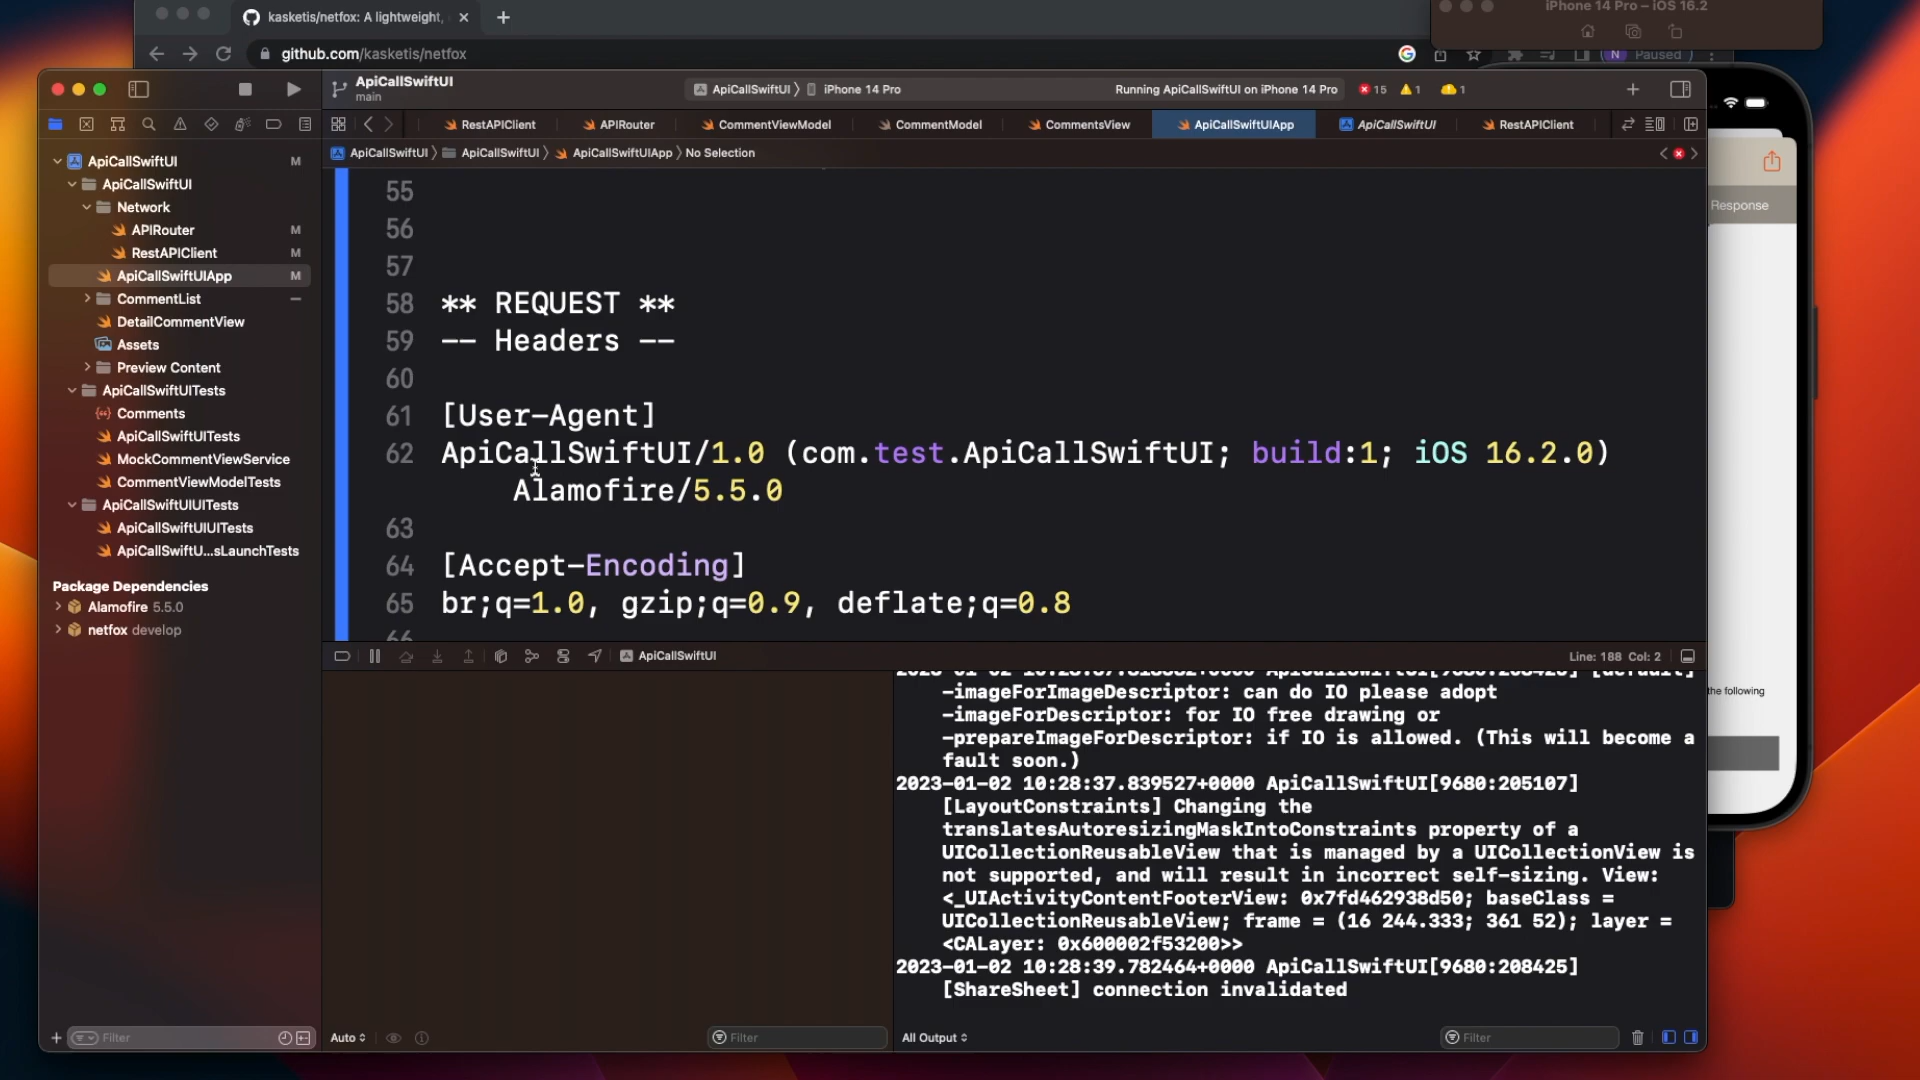 kasketis/netfox: A lightweight,
iPhone 14 Pro – iOS 16.2
github.com/kasketis/netfox
N Paused
ApiCallSwiftUI
main
ApiCallSwiftUI
iPhone 14 Pro
Running ApiCallSwiftUI on iPhone 14 Pro
15
1
1
RestAPIClient
APIRouter
CommentViewModel
CommentModel
CommentsView
ApiCallSwiftUIApp
ApiCallSwiftUI
RestAPIClient
ApiCallSwiftUI
ApiCallSwiftUI
ApiCallSwiftUIApp
No Selection
ApiCallSwiftUI M
ApiCallSwiftUI
Network
APIRouter M
RestAPIClient M
ApiCallSwiftUIApp M
CommentList
DetailCommentView
Assets
Preview Content
ApiCallSwiftUITests
Comments
ApiCallSwiftUITests
MockCommentViewService
CommentViewModelTests
ApiCallSwiftUIUITests
ApiCallSwiftUIUITests
ApiCallSwiftU...sLaunchTests
Package Dependencies
Alamofire 5.5.0
netfox develop
Filter
55
56
57
58 ** REQUEST **
59 -- Headers --
60
61 [User-Agent]
62 ApiCallSwiftUI/1.0 (com.test.ApiCallSwiftUI; build:1; iOS 16.2.0)
Alamofire/5.5.0
63
64 [Accept-Encoding]
65 br;q=1.0, gzip;q=0.9, deflate;q=0.8
66
ApiCallSwiftUI
Line: 188 Col: 2
-imageForImageDescriptor: can do IO please adopt
-imageForDescriptor: for IO free drawing or
-prepareImageForDescriptor: if IO is allowed. (This will become a
fault soon.)
2023-01-02 10:28:37.839527+0000 ApiCallSwiftUI[9680:205107]
[LayoutConstraints] Changing the
translatesAutoresizingMaskIntoConstraints property of a
UICollectionReusableView that is managed by a UICollectionView is
not supported, and will result in incorrect self-sizing. View:
<_UIActivityContentFooterView: 0x7fd462938d50; baseClass =
UICollectionReusableView; frame = (16 244.333; 361 52); layer =
<CALayer: 0x600002f53200>>
2023-01-02 10:28:39.782464+0000 ApiCallSwiftUI[9680:208425]
[ShareSheet] connection invalidated
Auto
Filter
All Output
Filter
Response
the following